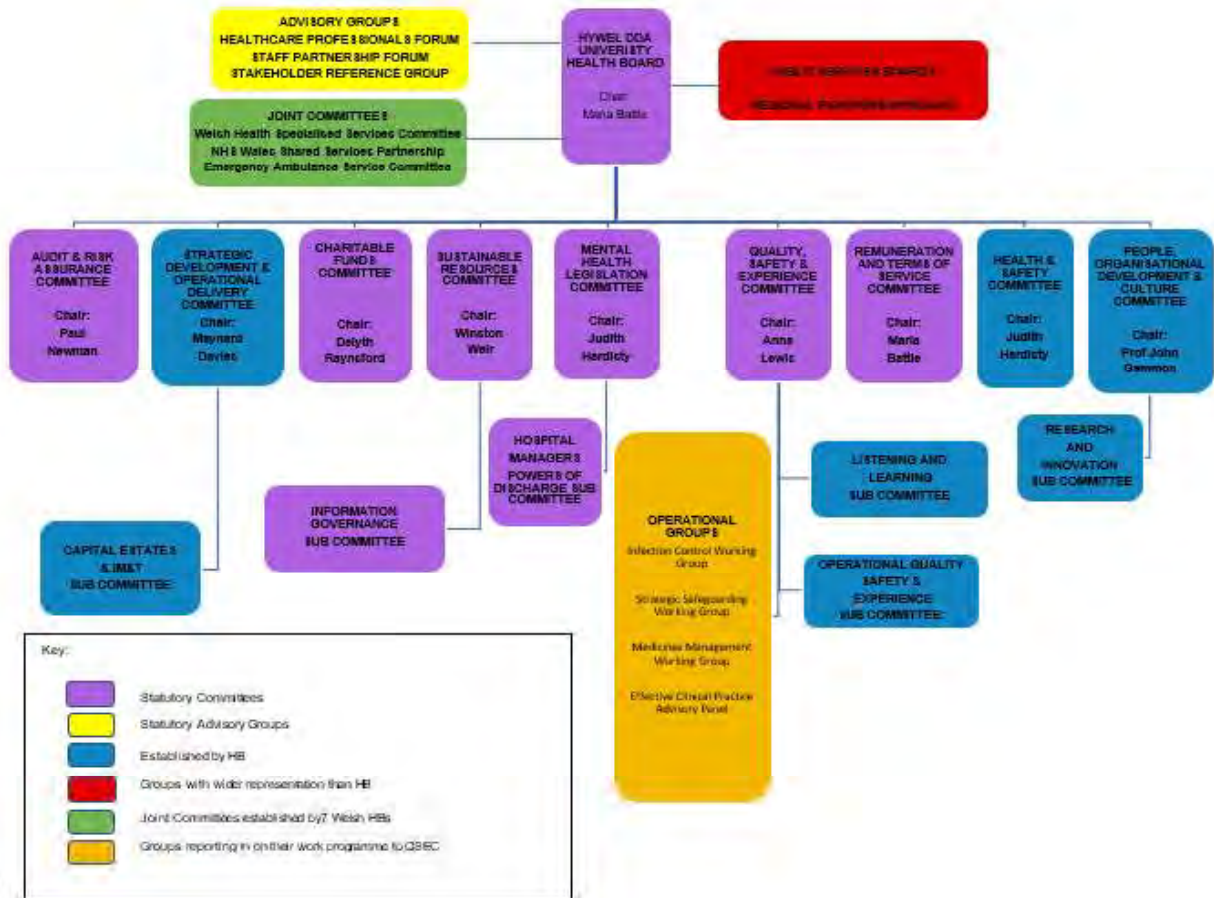 ADVISORY GROUPS
HEALTHCARE PROFESSIONALS FORUM
STAFF PARTNERSHIP FORUM
STAKEHOLDER REFERENCE GROUP
HYWEL DDA
UNIVERISTY
HEALTH BOARD
Chair:
Maria Battle
JOINT COMMITTEES
Welsh Health Specialised Services Committee
NHS Wales Shared Services Partnership
Emergency Ambulance Service Committee
AUDIT & RISK
ASSURANCE
COMMITTEE
Chair:
Paul
Newman
STRATEGIC
DEVELOPMENT &
OPERATIONAL
DELIVERY
COMMITTEE
Chair:
Maynard
Davies
CHARITABLE
FUNDS
COMMITTEE
Chair:
Delyth
Raynsford
SUSTAINABLE
RESOURCES
COMMITTEE
Chair:
Winston
Weir
MENTAL
HEALTH
LEGISLATION
COMMITTEE
Chair:
Judith
Hardisty
QUALITY,
SAFETY &
EXPERIENCE
COMMITTEE
Chair:
Anna
Lewis
REMUNERATION
AND TERMS OF
SERVICE
COMMITTEE
Chair:
Maria
Battle
HEALTH &
SAFETY
COMMITTEE
Chair:
Judith
Hardisty
PEOPLE,
ORGANISATIONAL
DEVELOPMENT &
CULTURE
COMMITTEE
Chair:
Prof John
Gammon
HOSPITAL
MANAGERS
POWERS OF
DISCHARGE SUB
COMMITTEE
RESEARCH
AND
INNOVATION
SUB COMMITTEE
LISTENING AND
LEARNING
SUB COMMITTEE
INFORMATION
GOVERNANCE
SUB COMMITTEE
CAPITAL ESTATES
& IM&T
SUB COMMITTEE
OPERATIONAL
GROUPS
Infection Control Working
Group
Strategic Safeguarding
Working Group
Medicines Management
Working Group
Effective Clinical Practice
Advisory Panel
OPERATIONAL QUALITY
SAFETY &
EXPERIENCE
SUB COMMITTEE
Key:
Statutory Committees
Statutory Advisory Groups
Established by HB
Groups with wider representation than HB
Joint Committees established by7 Welsh HBs
Groups reporting in on their work programme to QSEC